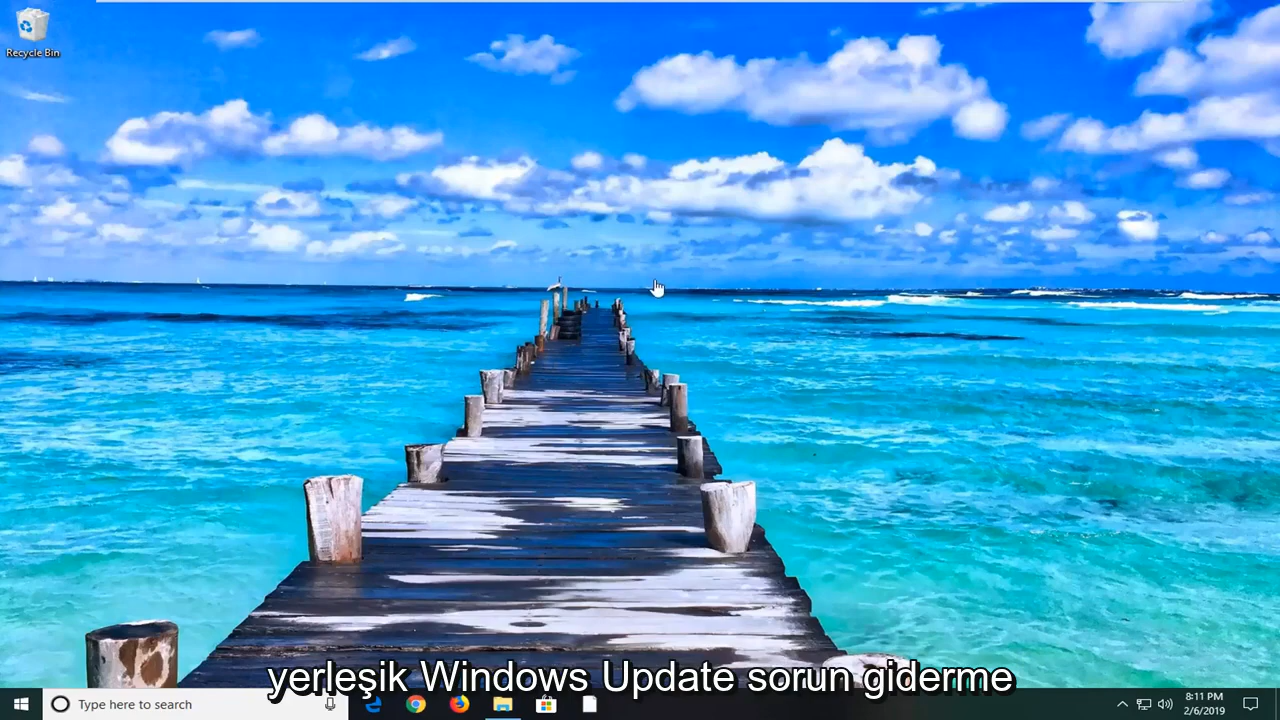 Recycle Bin
yerleşik Windows Update sorun giderme
Type here to search
8:11 PM
2/6/2019